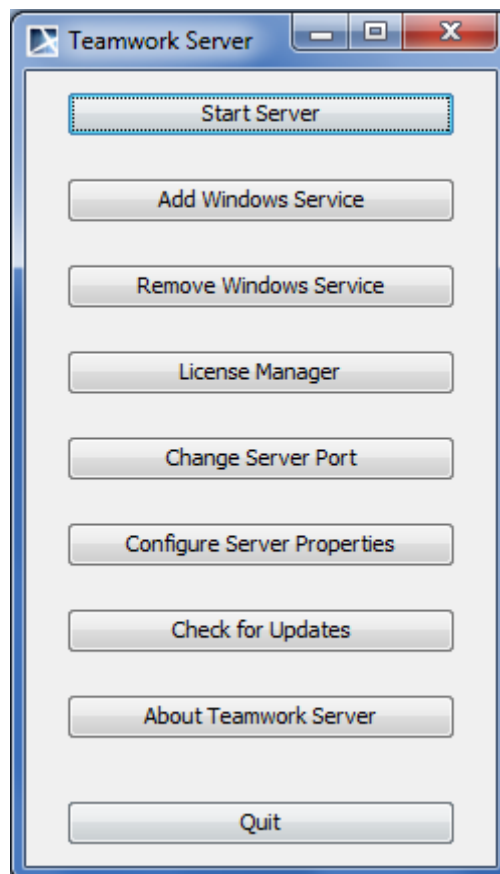 Teamwork Server
Start Server
Add Windows Service
Remove Windows Service
License Manager
Change Server Port
Configure Server Properties
Check for Updates
About Teamwork Server
Quit